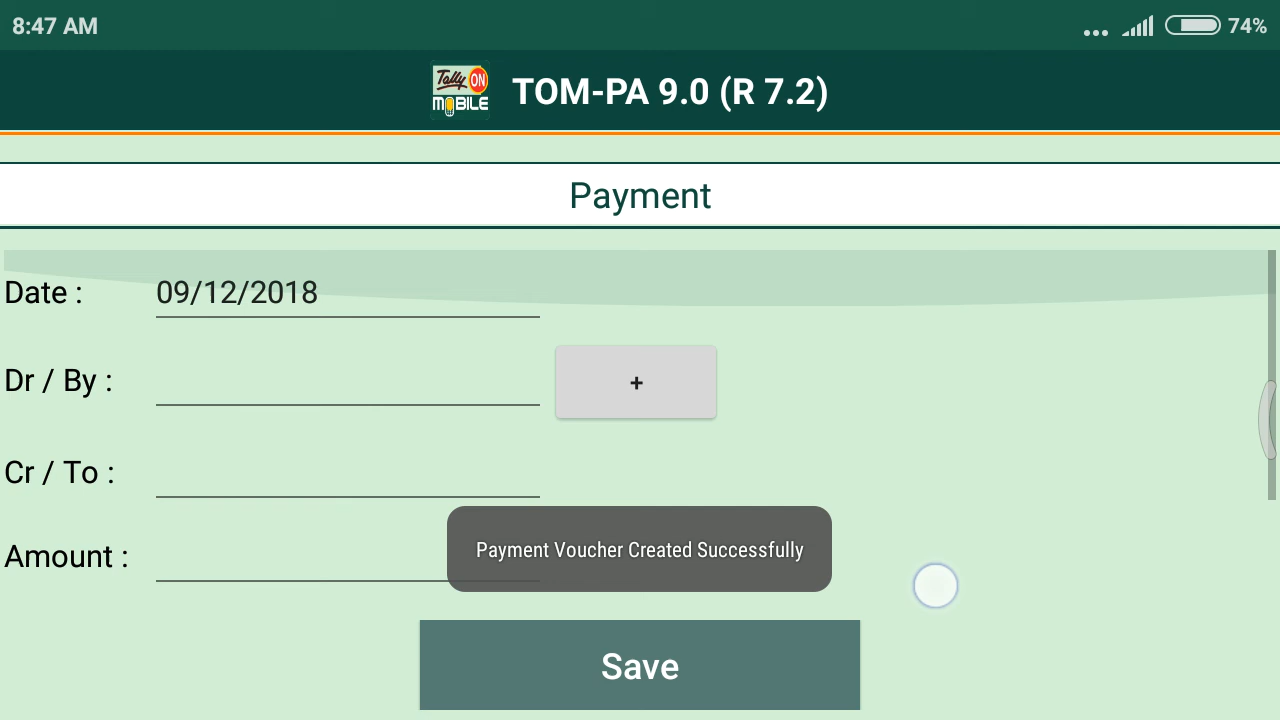 8:47 AM
74%
Tally ON
MOBILE
TOM-PA 9.0 (R 7.2)
Payment
Date :
09/12/2018
Dr / By :
+
Cr / To :
Amount :
Payment Voucher Created Successfully
Save